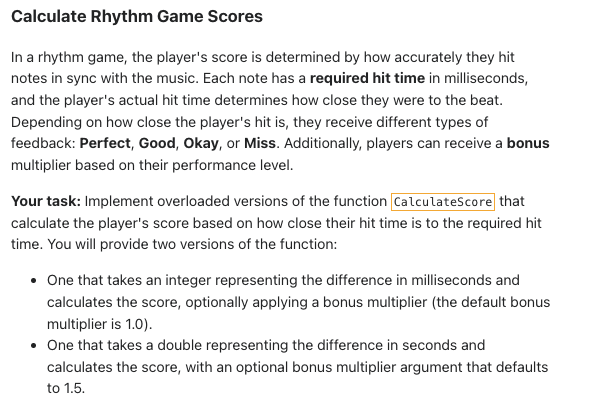 Calculate Rhythm Game Scores
In a rhythm game, the player's score is determined by how accurately they hit
notes in sync with the music. Each note has a required hit time in milliseconds,
and the player's actual hit time determines how close they were to the beat.
Depending on how close the player's hit is, they receive different types of
feedback: Perfect, Good, Okay, or Miss. Additionally, players can receive a bonus
multiplier based on their performance level.
Your task: Implement overloaded versions of the function CalculateScore that
calculate the player's score based on how close their hit time is to the required hit
time. You will provide two versions of the function:
• One that takes an integer representing the difference in milliseconds and
calculates the score, optionally applying a bonus multiplier (the default bonus
multiplier is 1.0).
• One that takes a double representing the difference in seconds and
calculates the score, with an optional bonus multiplier argument that defaults
to 1.5.